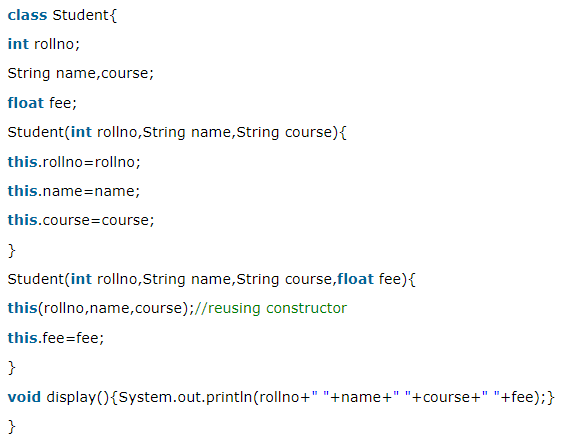 class Student{
int rollno;
String name,course;
float fee;
Student(int rollno,String name,String course){
this.rollno=rollno;
this.name=name;
this.course=course;
}
Student(int rollno,String name,String course,float fee){
this(rollno,name,course);//reusing constructor
this.fee=fee;
}
void display(){System.out.println(rollno+" "+name+" "+course+" "+fee);}
}